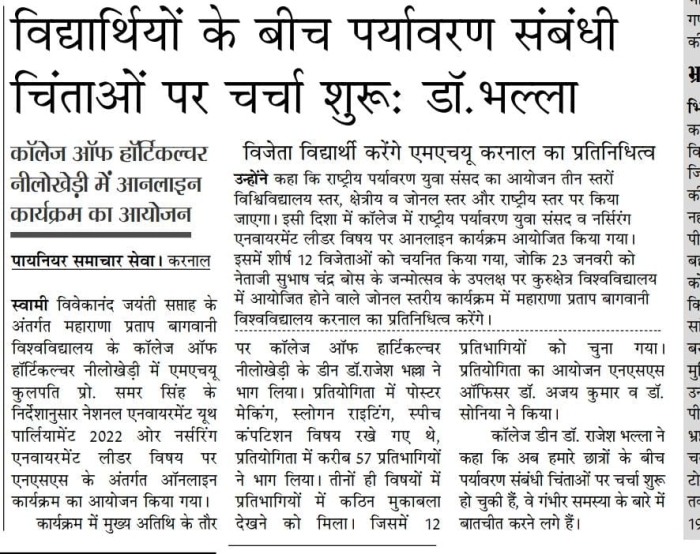 विद्यार्थियों के बीच पर्यावरण संबंधी
चिंताओं पर चर्चा शुरू: डॉ.भल्ला
कॉलेज ऑफ हॉर्टिकल्चर
नीलोखेड़ी में आनलाइन
कार्यक्रम का आयोजन
पायनियर समाचार सेवा। करनाल
स्वामी विवेकानंद जयंती सप्ताह के
अंतर्गत महाराणा प्रताप बागवानी
विश्वविद्यालय के कॉलेज ऑफ
हॉर्टिकल्चर नीलोखेड़ी में एमएचयू
कुलपति प्रो. समर सिंह के
निर्देशानुसार नेशनल एनवायरमेंट यूथ
पार्लियामेंट 2022 ओर नर्सरिंग
एनवायरमेंट लीडर विषय पर
एनएसएस के अंतर्गत ऑनलाइन
कार्यक्रम का आयोजन किया गया।
कार्यक्रम में मुख्य अतिथि के तौर
विजेता विद्यार्थी करेंगे एमएचयू करनाल का प्रतिनिधित्व
उन्होंने कहा कि राष्ट्रीय पर्यावरण युवा संसद का आयोजन तीन स्तरों
विश्विद्यालय स्तर, क्षेत्रीय व जोनल स्तर और राष्ट्रीय स्तर पर किया
जाएगा। इसी दिशा में कॉलेज में राष्ट्रीय पर्यावरण युवा संसद व नर्सिरंग
एनवायरमेंट लीडर विषय पर आनलाइन कार्यक्रम आयोजित किया गया।
इसमें शीर्ष 12 विजेताओं को चयनित किया गया, जोकि 23 जनवरी को
नेताजी सुभाष चंद्र बोस के जन्मोत्सव के उपलक्ष पर कुरुक्षेत्र विश्वविद्यालय
में आयोजित होने वाले जोनल स्तरीय कार्यक्रम में महाराणा प्रताप बागवानी
विश्वविद्यालय करनाल का प्रतिनिधित्व करेंगे।
पर कॉलेज ऑफ हार्टिकल्चर
नीलोखेड़ी के डीन डॉ.राजेश भल्ला ने
भाग लिया। प्रतियोगिता में पोस्टर
मेकिंग, स्लोगन राइटिंग, स्पीच
कंपटिशन विषय रखे गए थे,
प्रतियोगिता में करीब 57 प्रतिभागियों
ने भाग लिया। तीनों ही विषयों में
प्रतिभागियों में कठिन मुकाबला
देखने को मिला। जिसमें 12
प्रतिभागियों को चुना गया।
प्रतियोगिता का आयोजन एनएसएस
ऑफिसर डॉ. अजय कुमार व डॉ.
सोनिया ने किया।
कॉलेज डीन डॉ. राजेश भल्ला ने
कहा कि अब हमारे छात्रों के बीच
पर्यावरण संबंधी चिंताओं पर चर्चा शुरू
हो चुकी हैं, वे गंभीर समस्या के बारे में
बातचीत करने लगे हैं।